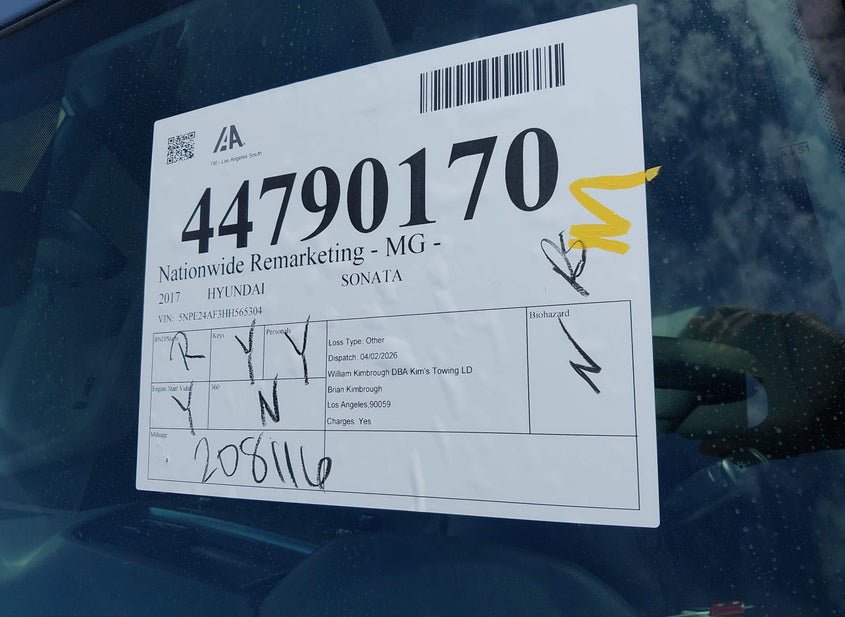 IAA
130 - Los Angeles South
44790170
Nationwide Remarketing - MG -
2017 HYUNDAI SONATA
VIN: 5NPE24AF3HH565304
RSD/Starts R
Keys Y
Personals Y
Engine Start Video Y
360 N
Mileage 208116
Loss Type: Other
Dispatch: 04/02/2026
William Kimbrough DBA Kim's Towing LD
Brian Kimbrough
Los Angeles,90059
Charges: Yes
Biohazard N